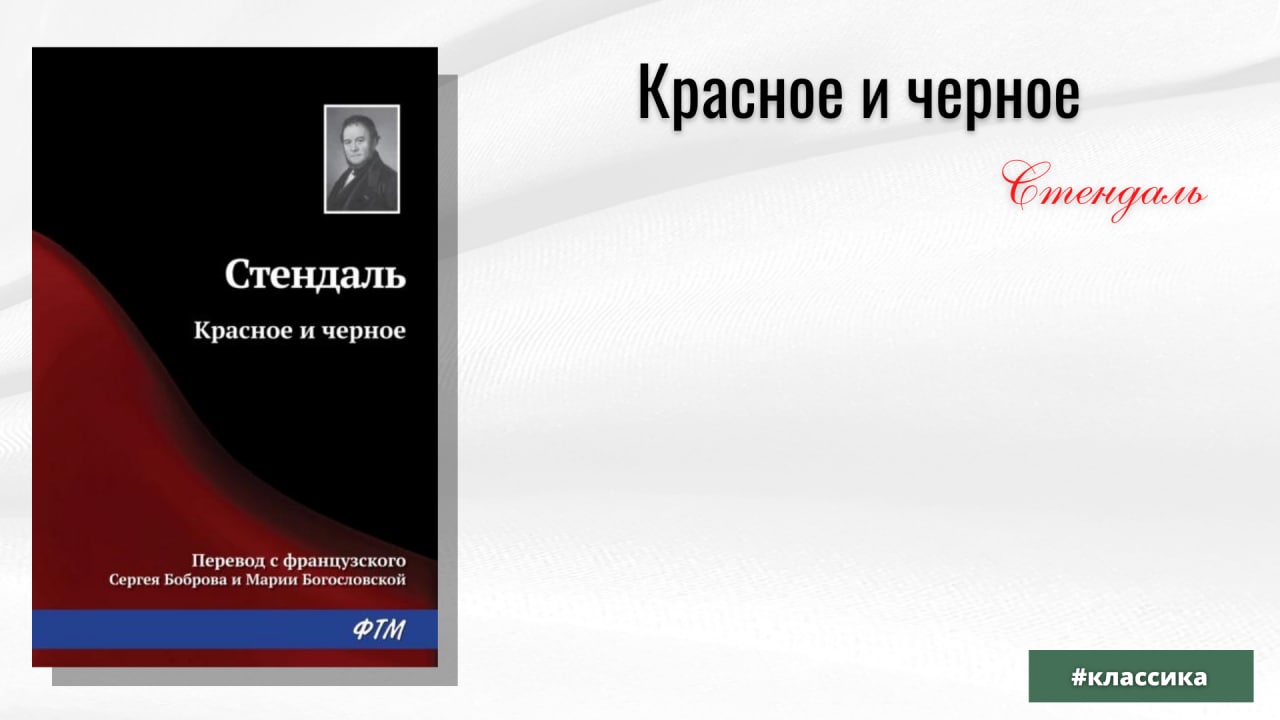 Стендаль
Красное и черное
Перевод с французского
Сергея Боброва и Марии Богословской
ФТМ
Красное и черное
Стендаль
#классика